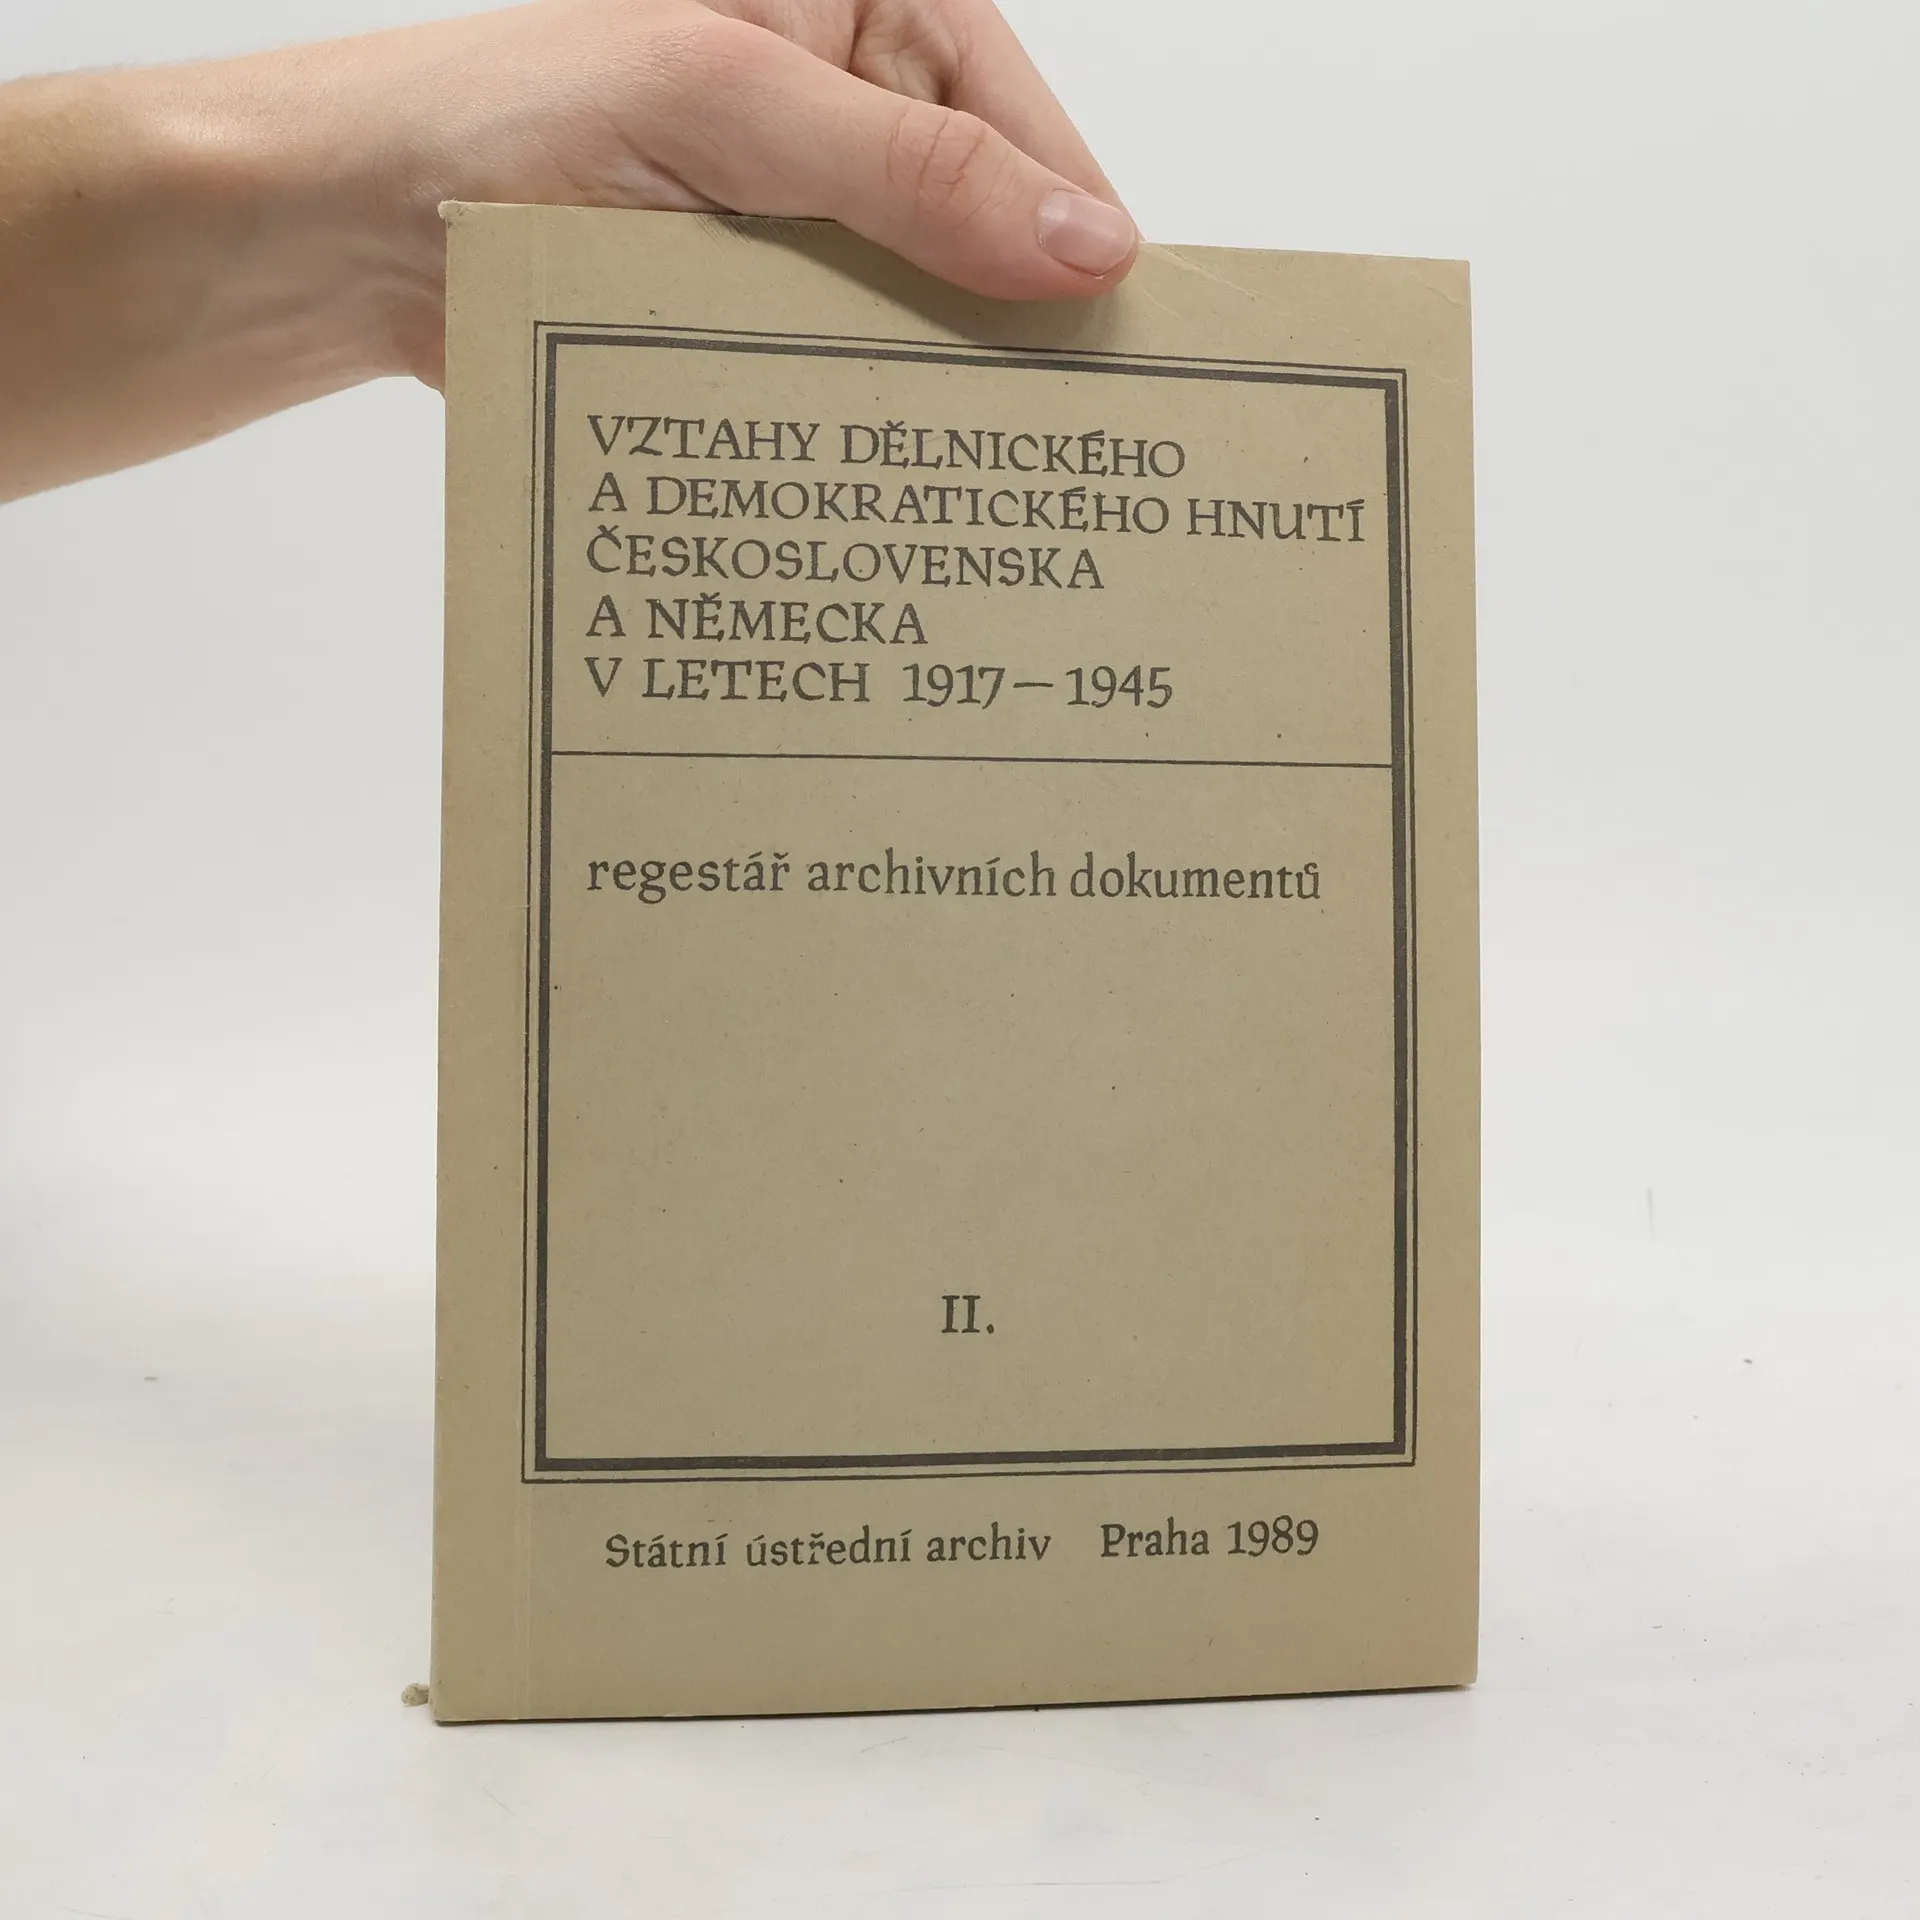 VZTAHY DĚLNICKÉHO
A DEMOKRATICKÉHO HNUTÍ
ČESKOSLOVENSKA
A NĚMECKA
V LETECH 1917–1945
regestář archivních dokumentů
II.
Státní ústřední archiv Praha 1989